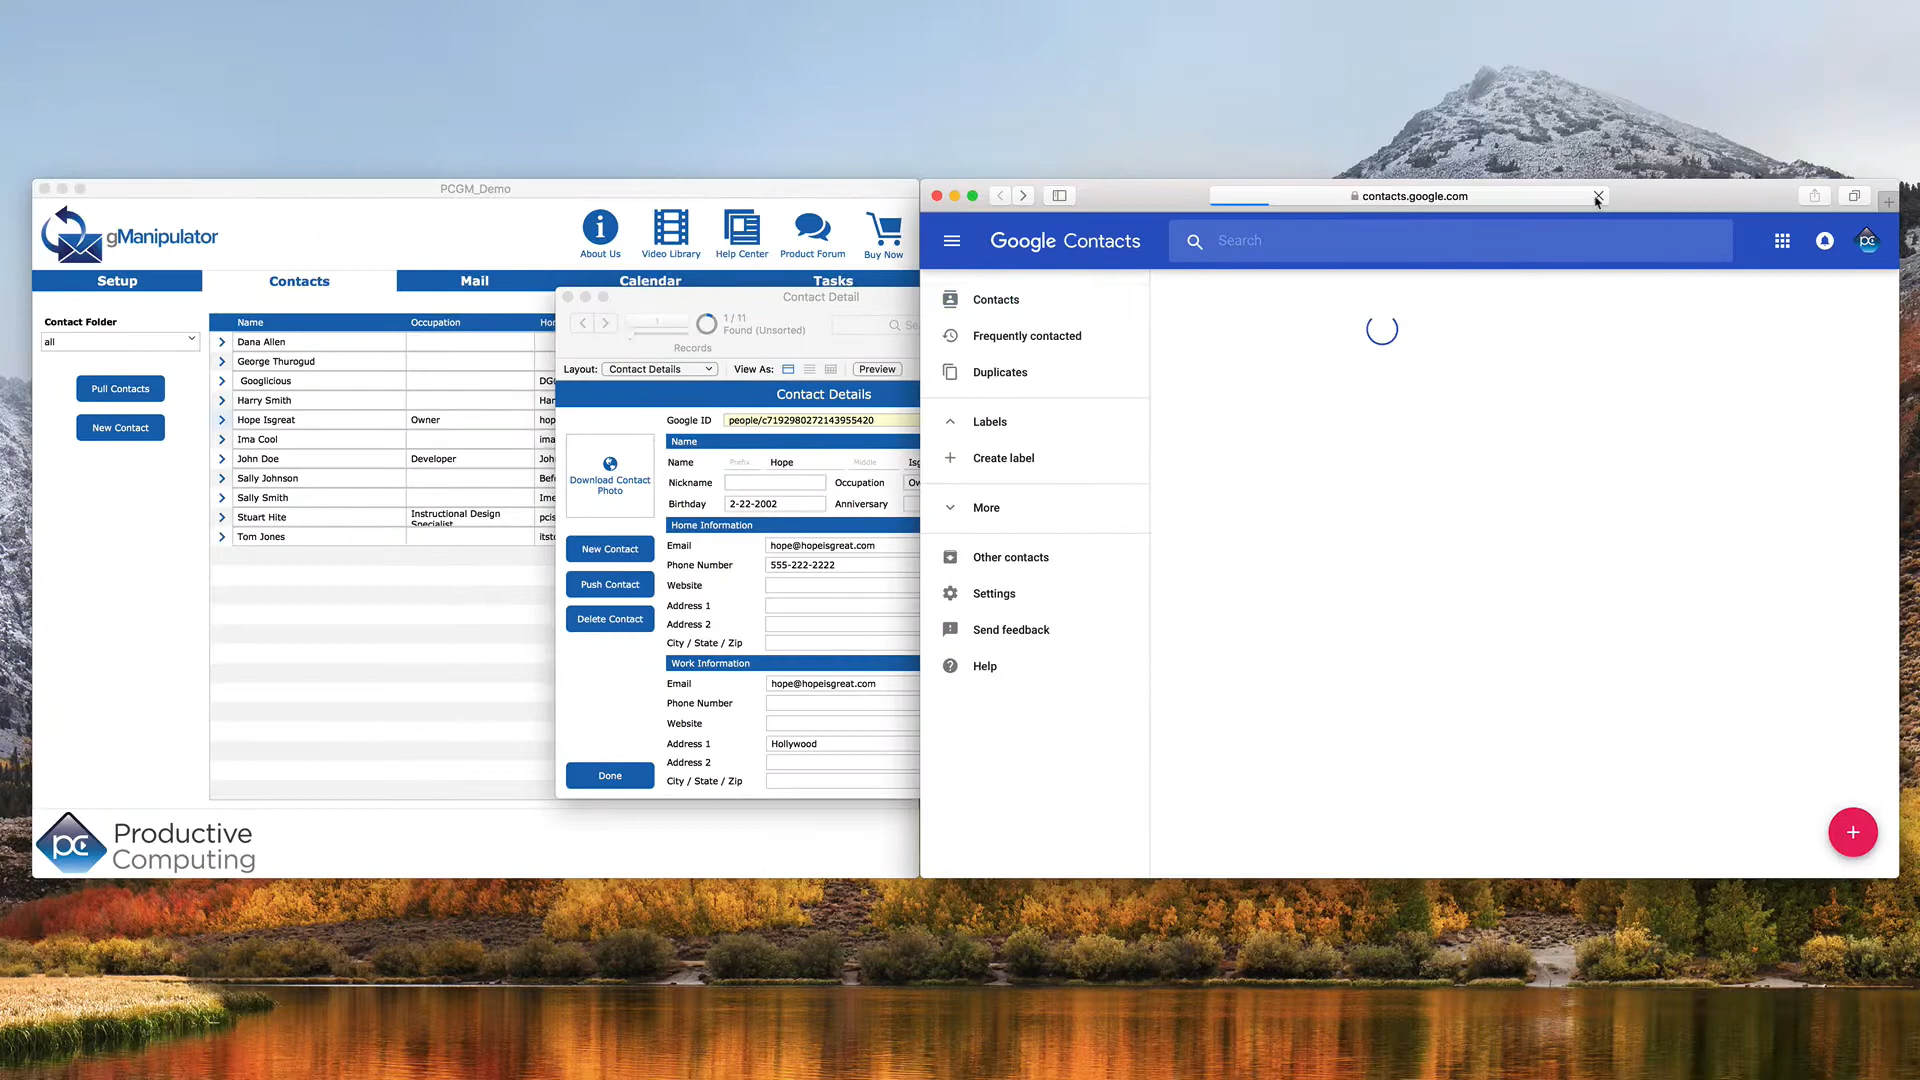 PCGM_Demo
gManipulator
About Us
Video Library
Help Center
Product Forum
Buy Now
Setup
Contacts
Mail
Calendar
Tasks
Contact Folder
all
Pull Contacts
New Contact
Name Occupation
Dana Allen
George Thurogud
Googlicious
Harry Smith
Hope Isgreat Owner
Ima Cool
John Doe Developer
Sally Johnson
Sally Smith
Stuart Hite Instructional Design
Specialist
Tom Jones
Productive
Computing
pc
Contact Detail
1
1 / 11
Found (Unsorted)
Records
Layout: Contact Details View As: Preview
Contact Details
Google ID people/c7192980272143955420
Download Contact
Photo
New Contact
Push Contact
Delete Contact
Done
Name
Name Prefix Hope Middle
Nickname Occupation
Birthday 2-22-2002 Anniversary
Home Information
Email hope@hopeisgreat.com
Phone Number 555-222-2222
Website
Address 1
Address 2
City / State / Zip
Work Information
Email hope@hopeisgreat.com
Phone Number
Website
Address 1 Hollywood
Address 2
City / State / Zip
contacts.google.com
Google Contacts
Search
pc
Contacts
Frequently contacted
Duplicates
Labels
Create label
More
Other contacts
Settings
Send feedback
Help